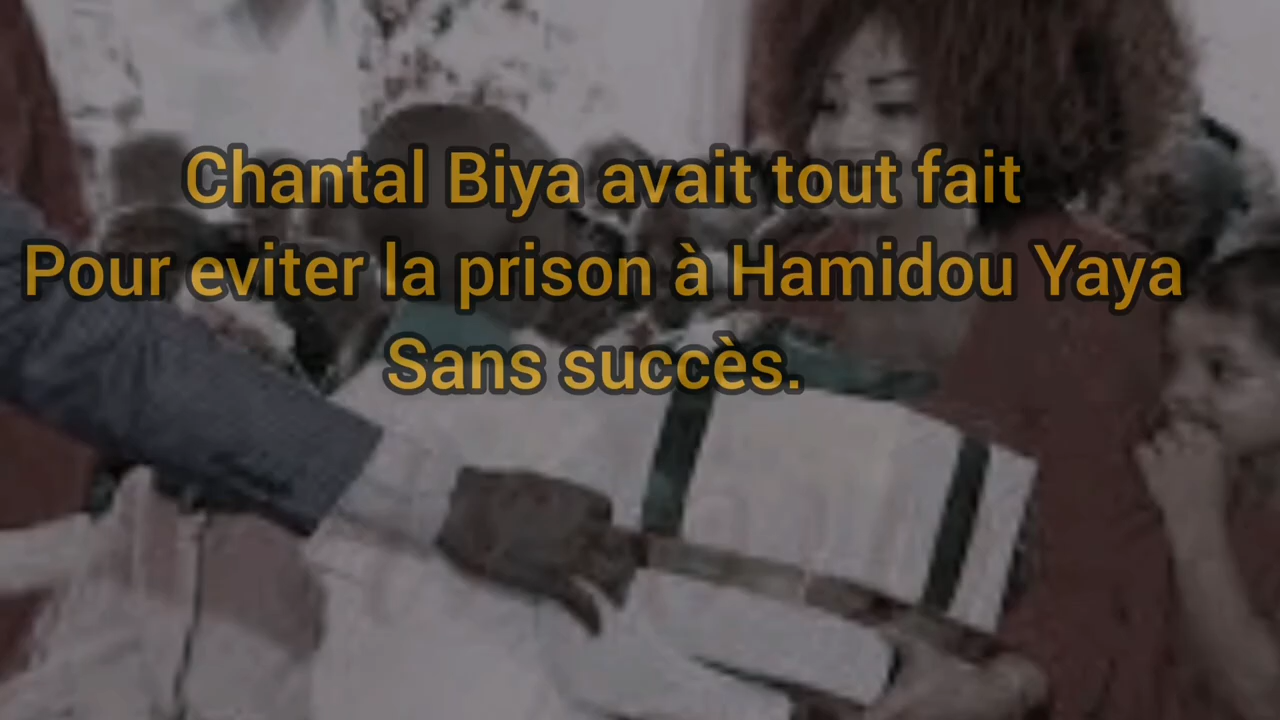 Chantal Biya avait tout fait
Pour eviter la prison à Hamidou Yaya
Sans succès.